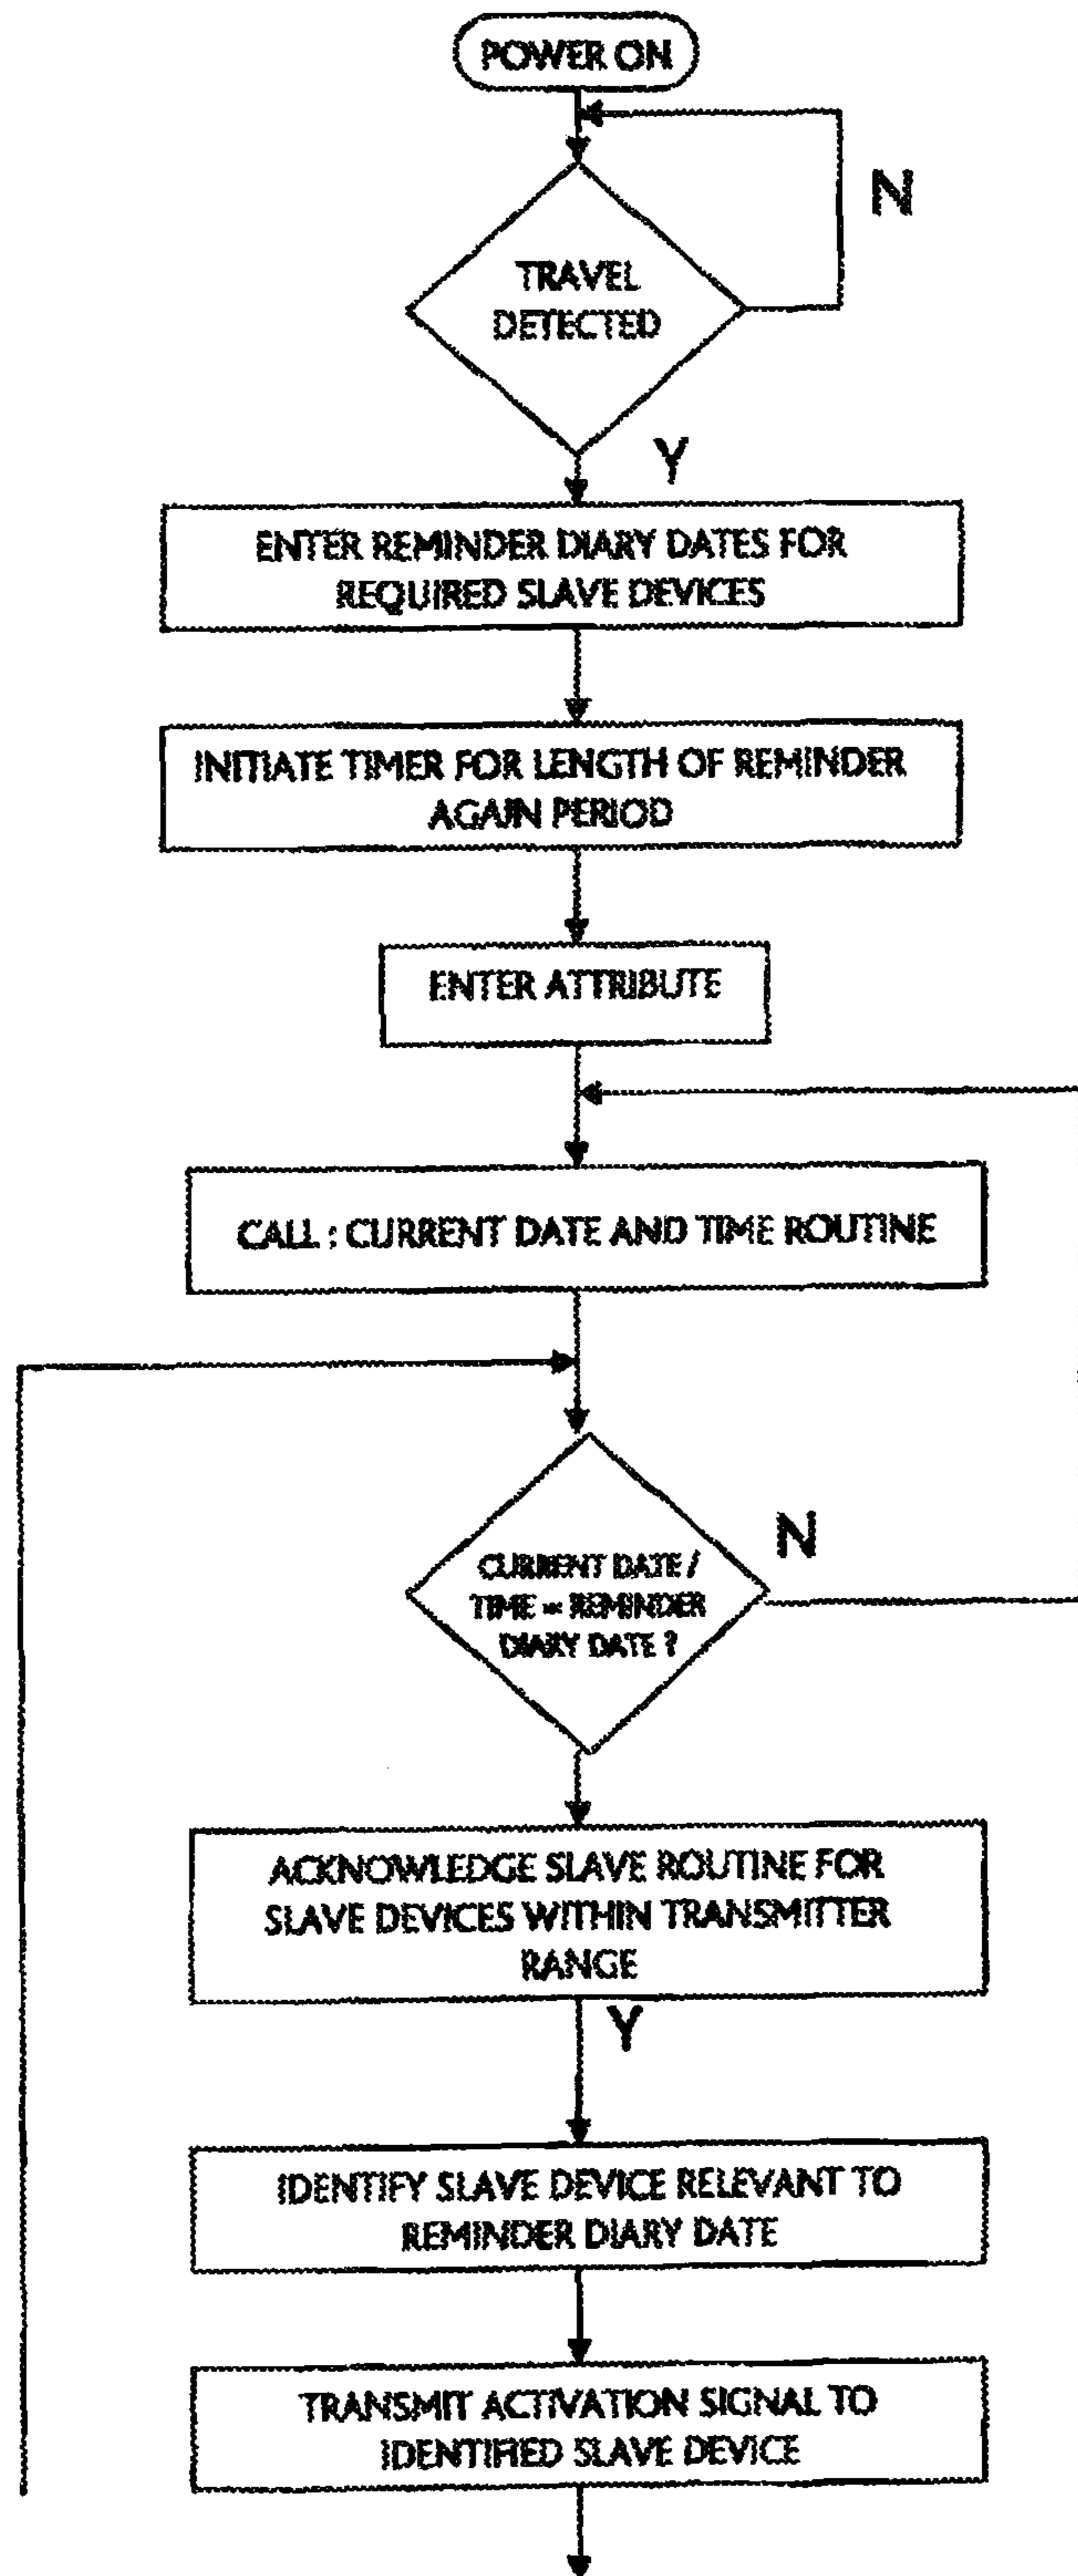 POWER ON
N
TRAVEL
DETECTED
Y
ENTER REMINDER DIARY DATES FOR
REQUIRED SLAVE DEVICES
INITIATE TIMER FOR LENGTH OF REMINDER
AGAIN PERIOD
ENTER ATTRIBUTE
CALL : CURRENT DATE AND TIME ROUTINE
N
CURRENT DATE /
TIME = REMINDER
DIARY DATE ?
ACKNOWLEDGE SLAVE ROUTINE FOR
SLAVE DEVICES WITHIN TRANSMITTER
RANGE
Y
IDENTIFY SLAVE DEVICE RELEVANT TO
REMINDER DIARY DATE
TRANSMIT ACTIVATION SIGNAL TO
IDENTIFIED SLAVE DEVICE